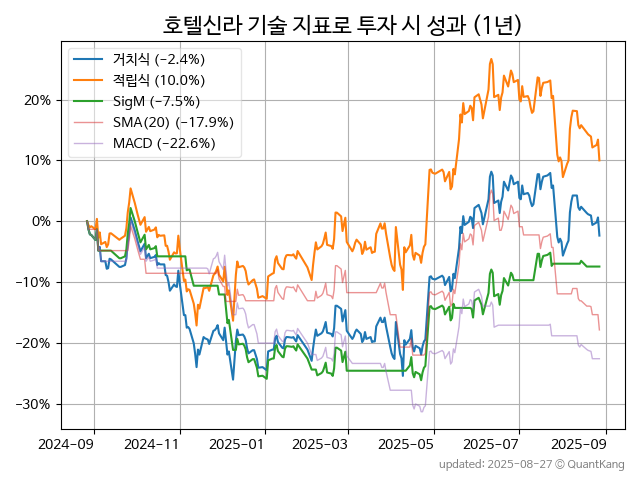 호텔신라 기술 지표로 투자 시 성과 (1년)
거치식 (−2.4%)
적립식 (10.0%)
SigM (−7.5%)
SMA(20) (−17.9%)
MACD (−22.6%)
20%
10%
0%
−10%
−20%
−30%
2024-09
2024-11
2025-01
2025-03
2025-05
2025-07
2025-09
updated: 2025-08-27 © QuantKang